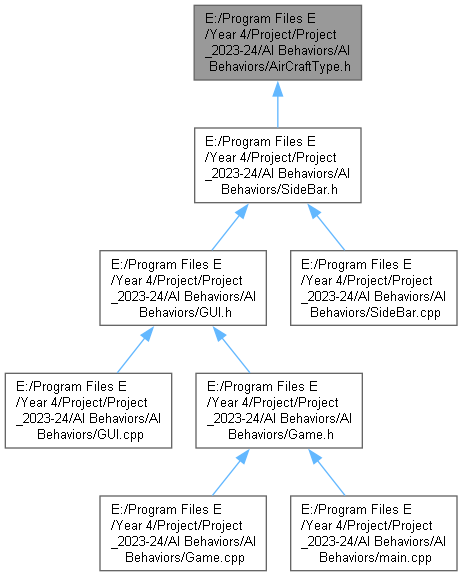 E:/Program Files E
/Year 4/Project/Project
_2023-24/AI Behaviors/AI
Behaviors/AirCraftType.h
E:/Program Files E
/Year 4/Project/Project
_2023-24/AI Behaviors/AI
Behaviors/SideBar.h
E:/Program Files E
/Year 4/Project/Project
_2023-24/AI Behaviors/AI
Behaviors/GUI.h
E:/Program Files E
/Year 4/Project/Project
_2023-24/AI Behaviors/AI
Behaviors/SideBar.cpp
E:/Program Files E
/Year 4/Project/Project
_2023-24/AI Behaviors/AI
Behaviors/GUI.cpp
E:/Program Files E
/Year 4/Project/Project
_2023-24/AI Behaviors/AI
Behaviors/Game.h
E:/Program Files E
/Year 4/Project/Project
_2023-24/AI Behaviors/AI
Behaviors/Game.cpp
E:/Program Files E
/Year 4/Project/Project
_2023-24/AI Behaviors/AI
Behaviors/main.cpp